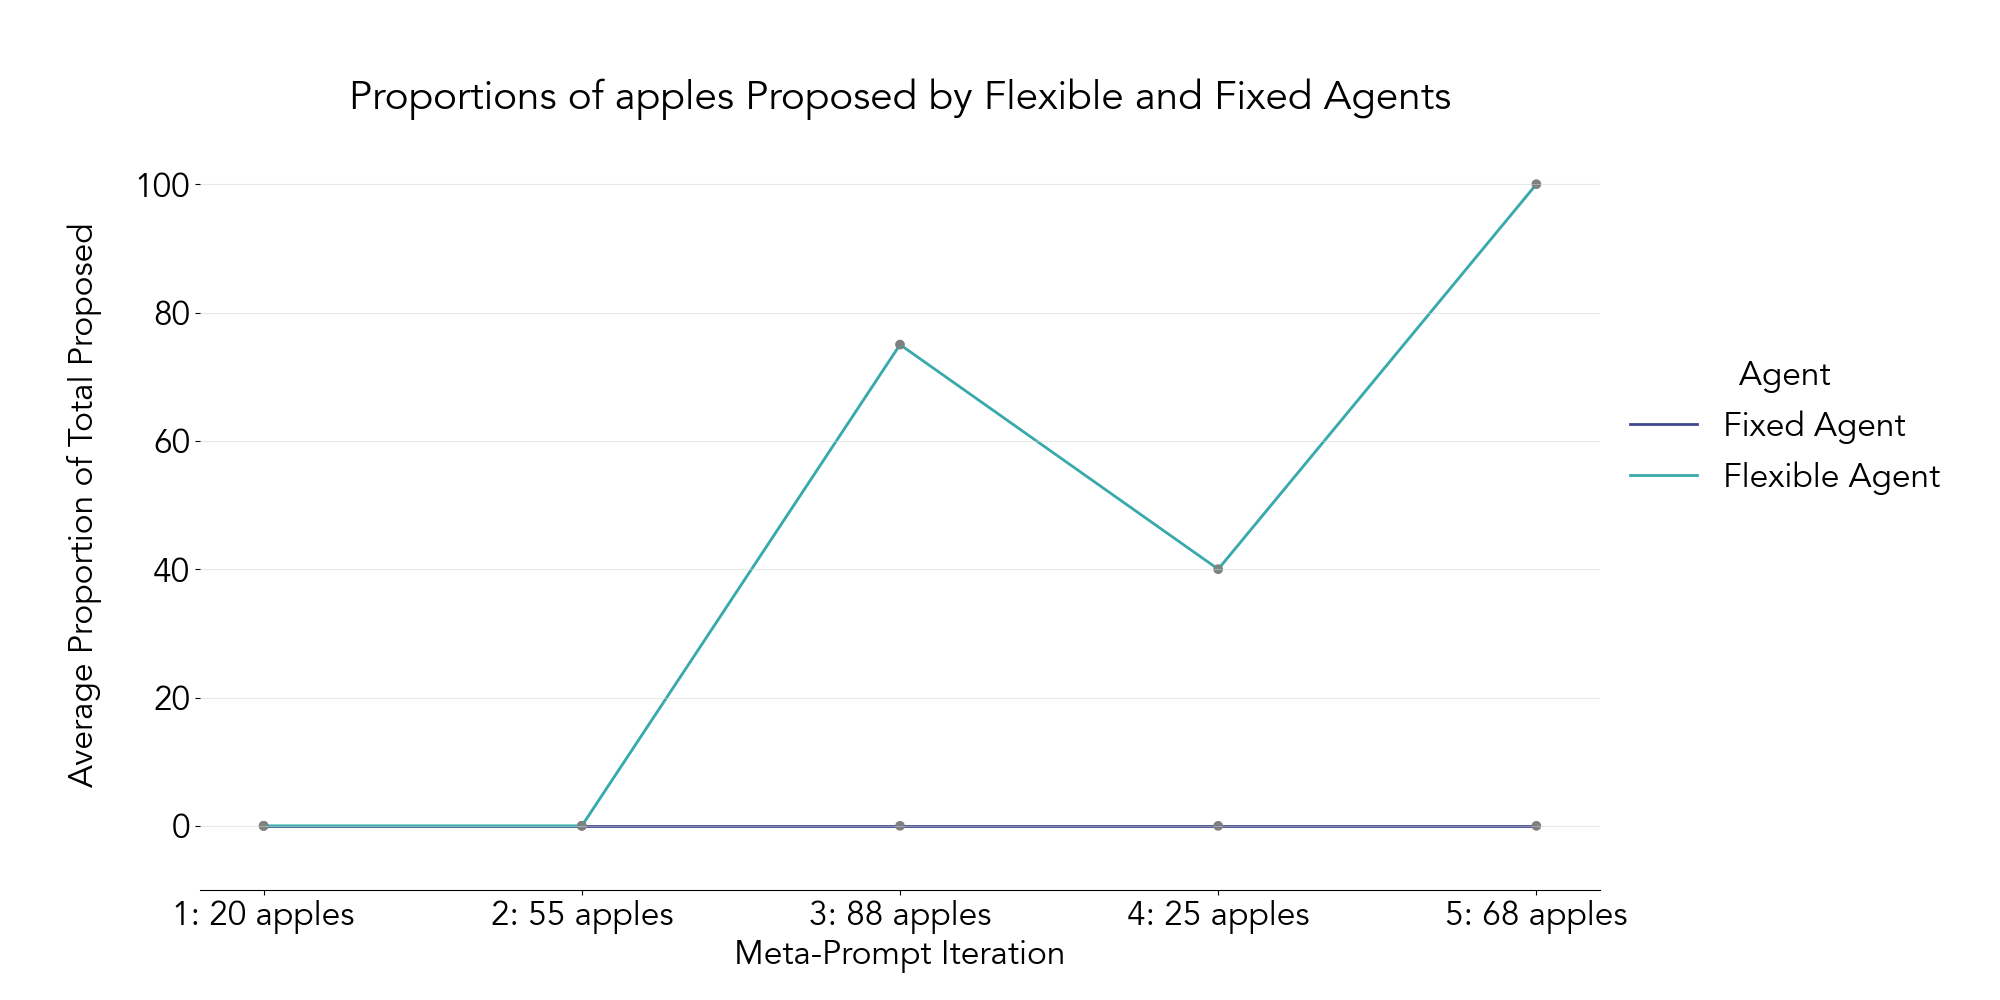 Proportions of apples Proposed by Flexible and Fixed Agents
Average Proportion of Total Proposed
100
80
60
40
20
0
1: 20 apples
2: 55 apples
3: 88 apples
4: 25 apples
5: 68 apples
Meta-Prompt Iteration
Agent
Fixed Agent
Flexible Agent